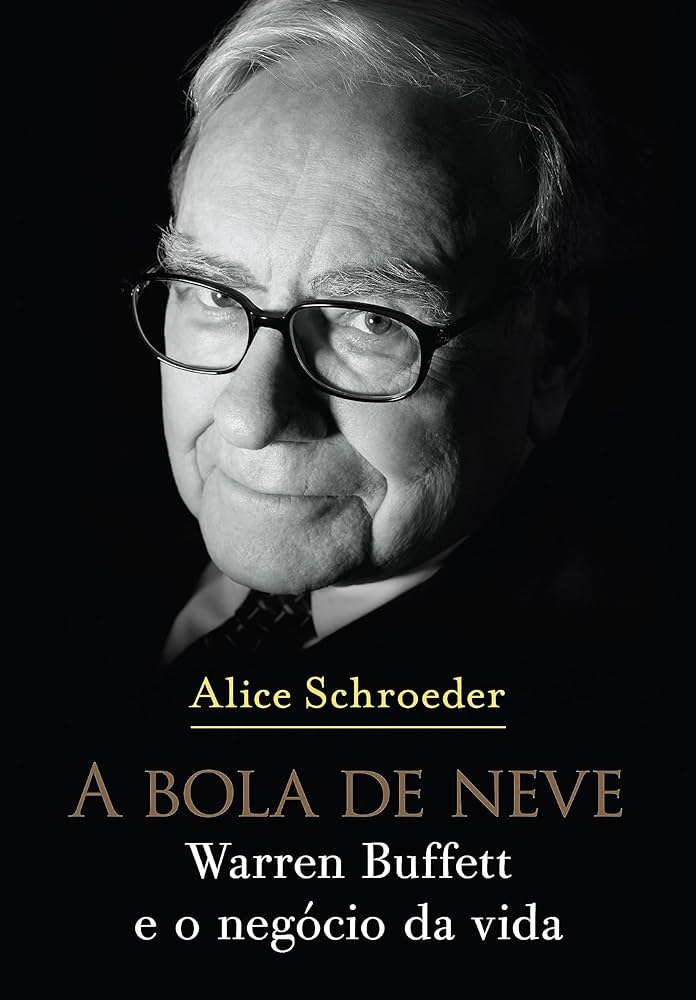 Alice Schroeder
A BOLA DE NEVE
Warren Buffett
e o negócio da vida